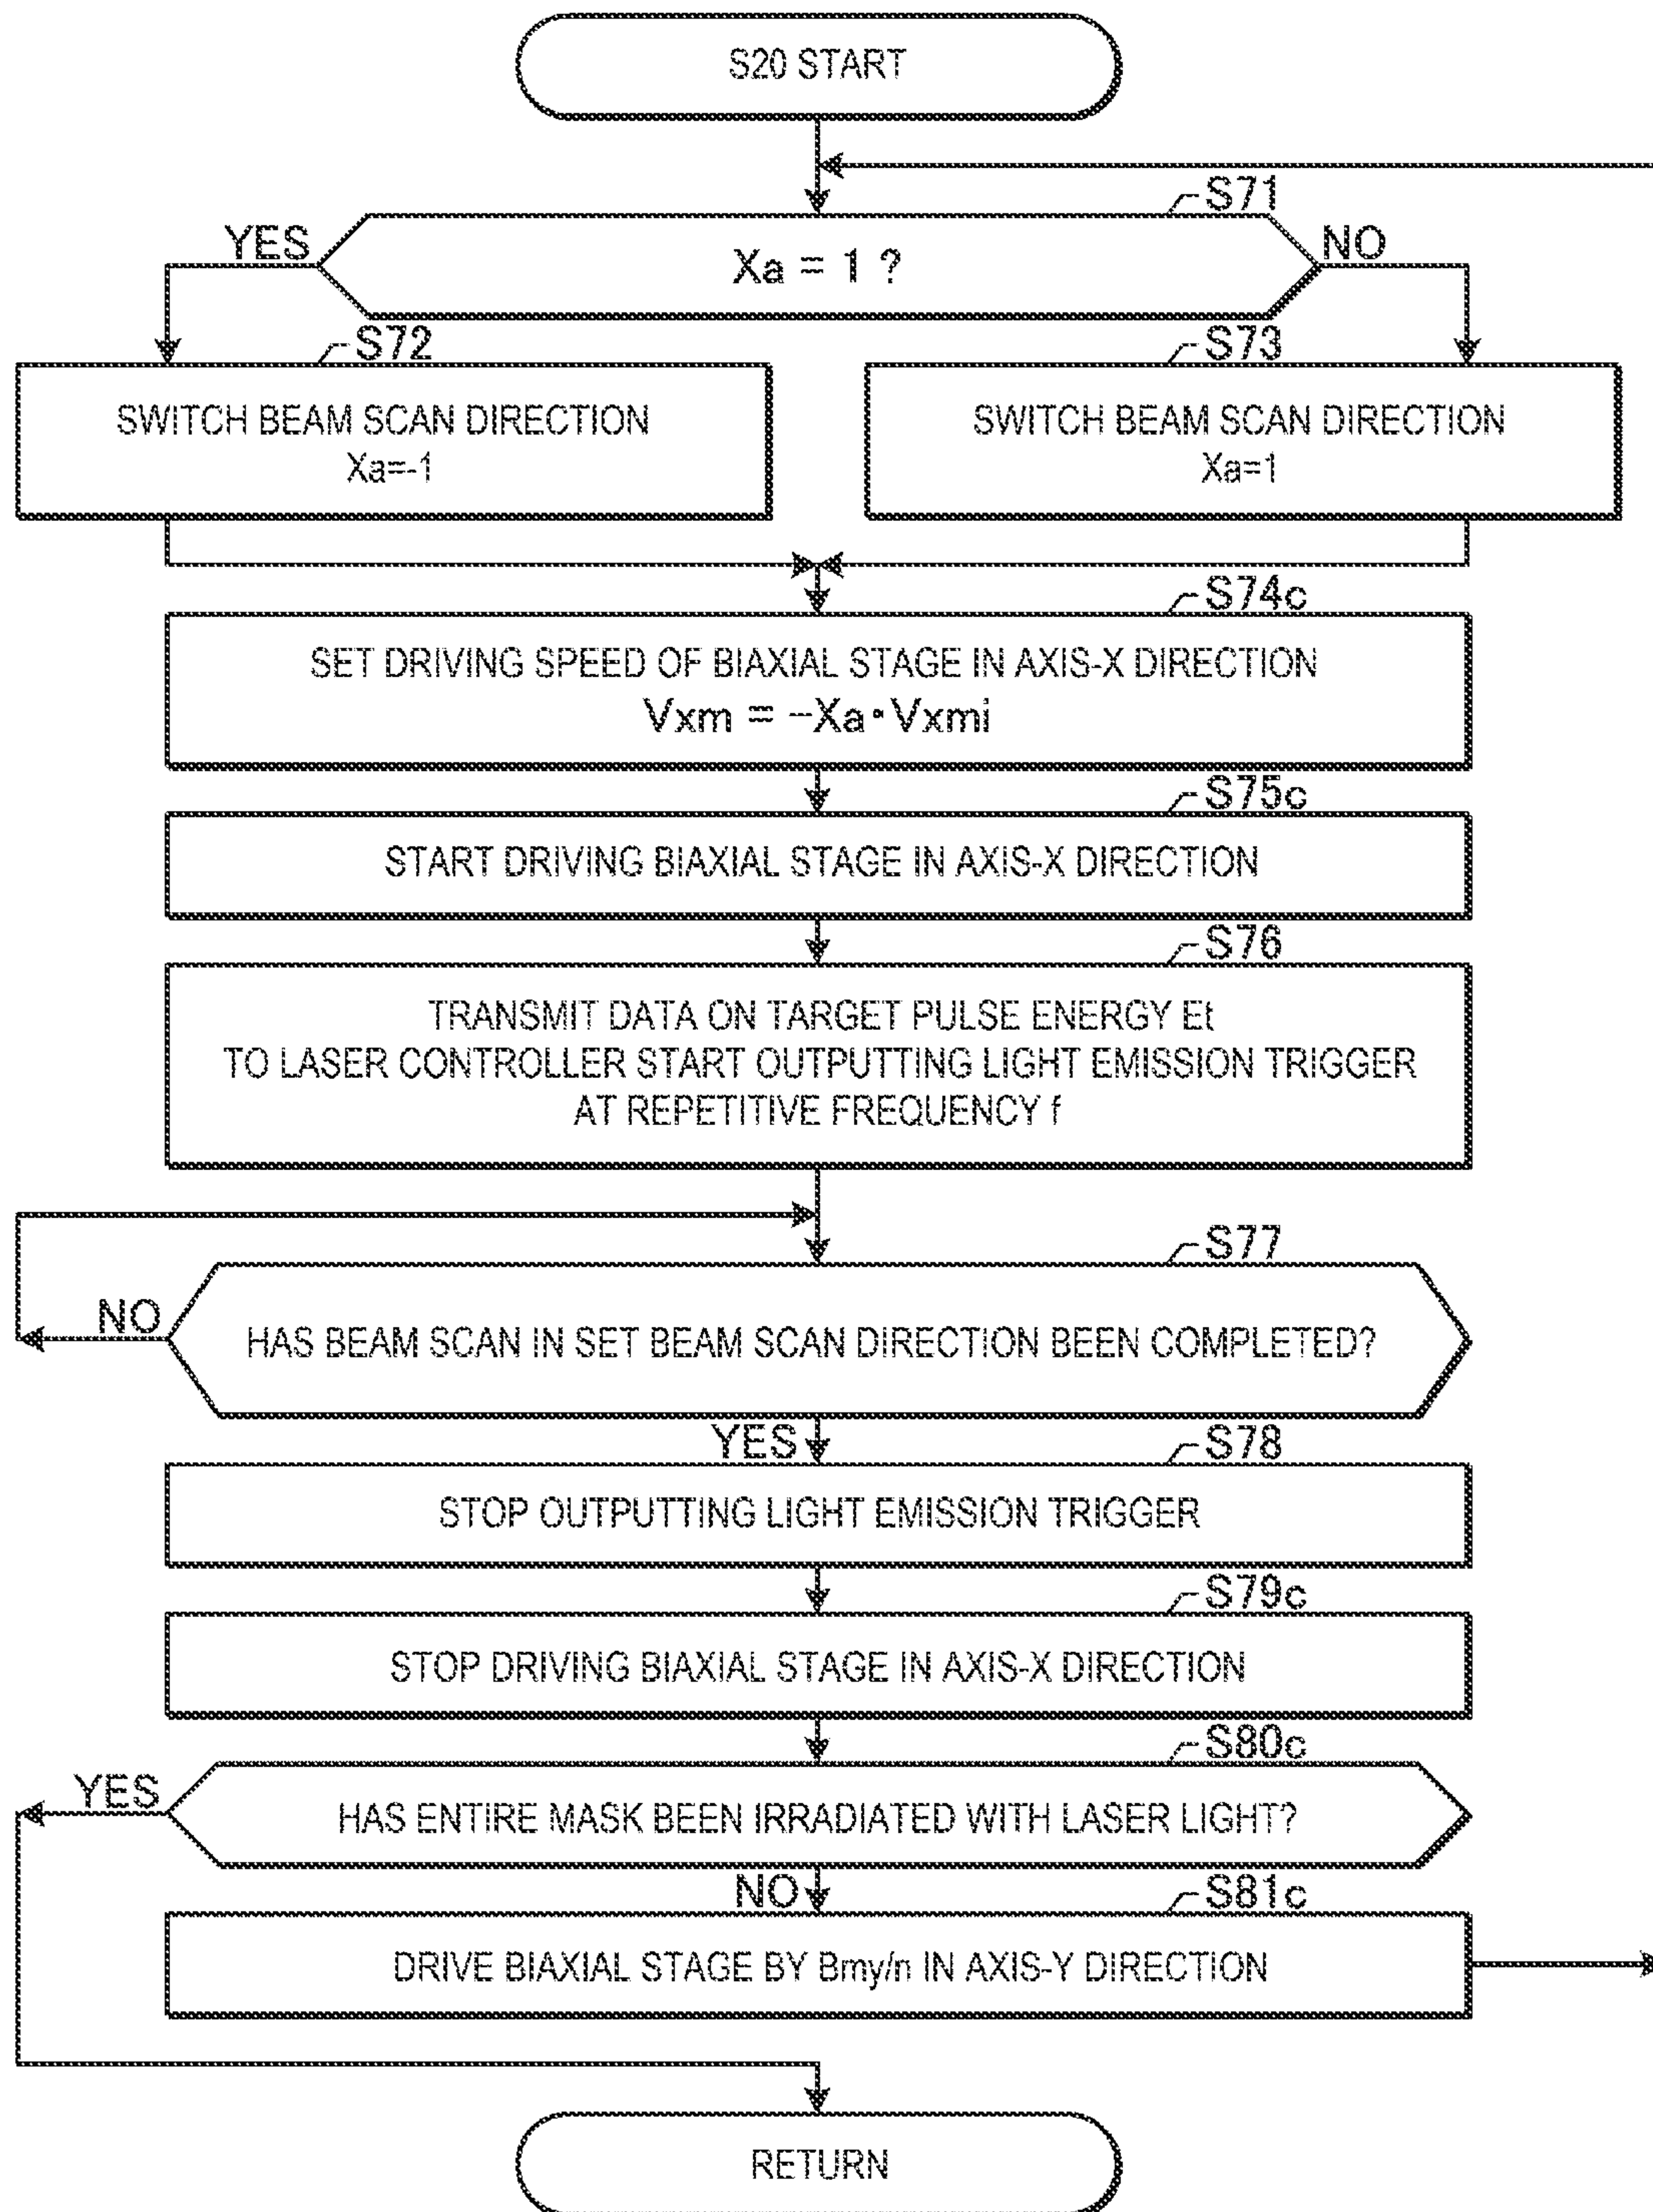 S20 START
S71
YES
NO
Xa = 1 ?
S72
S73
SWITCH BEAM SCAN DIRECTION
Xa=-1
SWITCH BEAM SCAN DIRECTION
Xa=1
S74c
SET DRIVING SPEED OF BIAXIAL STAGE IN AXIS-X DIRECTION
Vxm = -Xa・Vxmi
S75c
START DRIVING BIAXIAL STAGE IN AXIS-X DIRECTION
S76
TRANSMIT DATA ON TARGET PULSE ENERGY Et
TO LASER CONTROLLER START OUTPUTTING LIGHT EMISSION TRIGGER
AT REPETITIVE FREQUENCY f
S77
NO
HAS BEAM SCAN IN SET BEAM SCAN DIRECTION BEEN COMPLETED?
YES
S78
STOP OUTPUTTING LIGHT EMISSION TRIGGER
S79c
STOP DRIVING BIAXIAL STAGE IN AXIS-X DIRECTION
S80c
YES
HAS ENTIRE MASK BEEN IRRADIATED WITH LASER LIGHT?
NO
S81c
DRIVE BIAXIAL STAGE BY Bmy/n IN AXIS-Y DIRECTION
RETURN